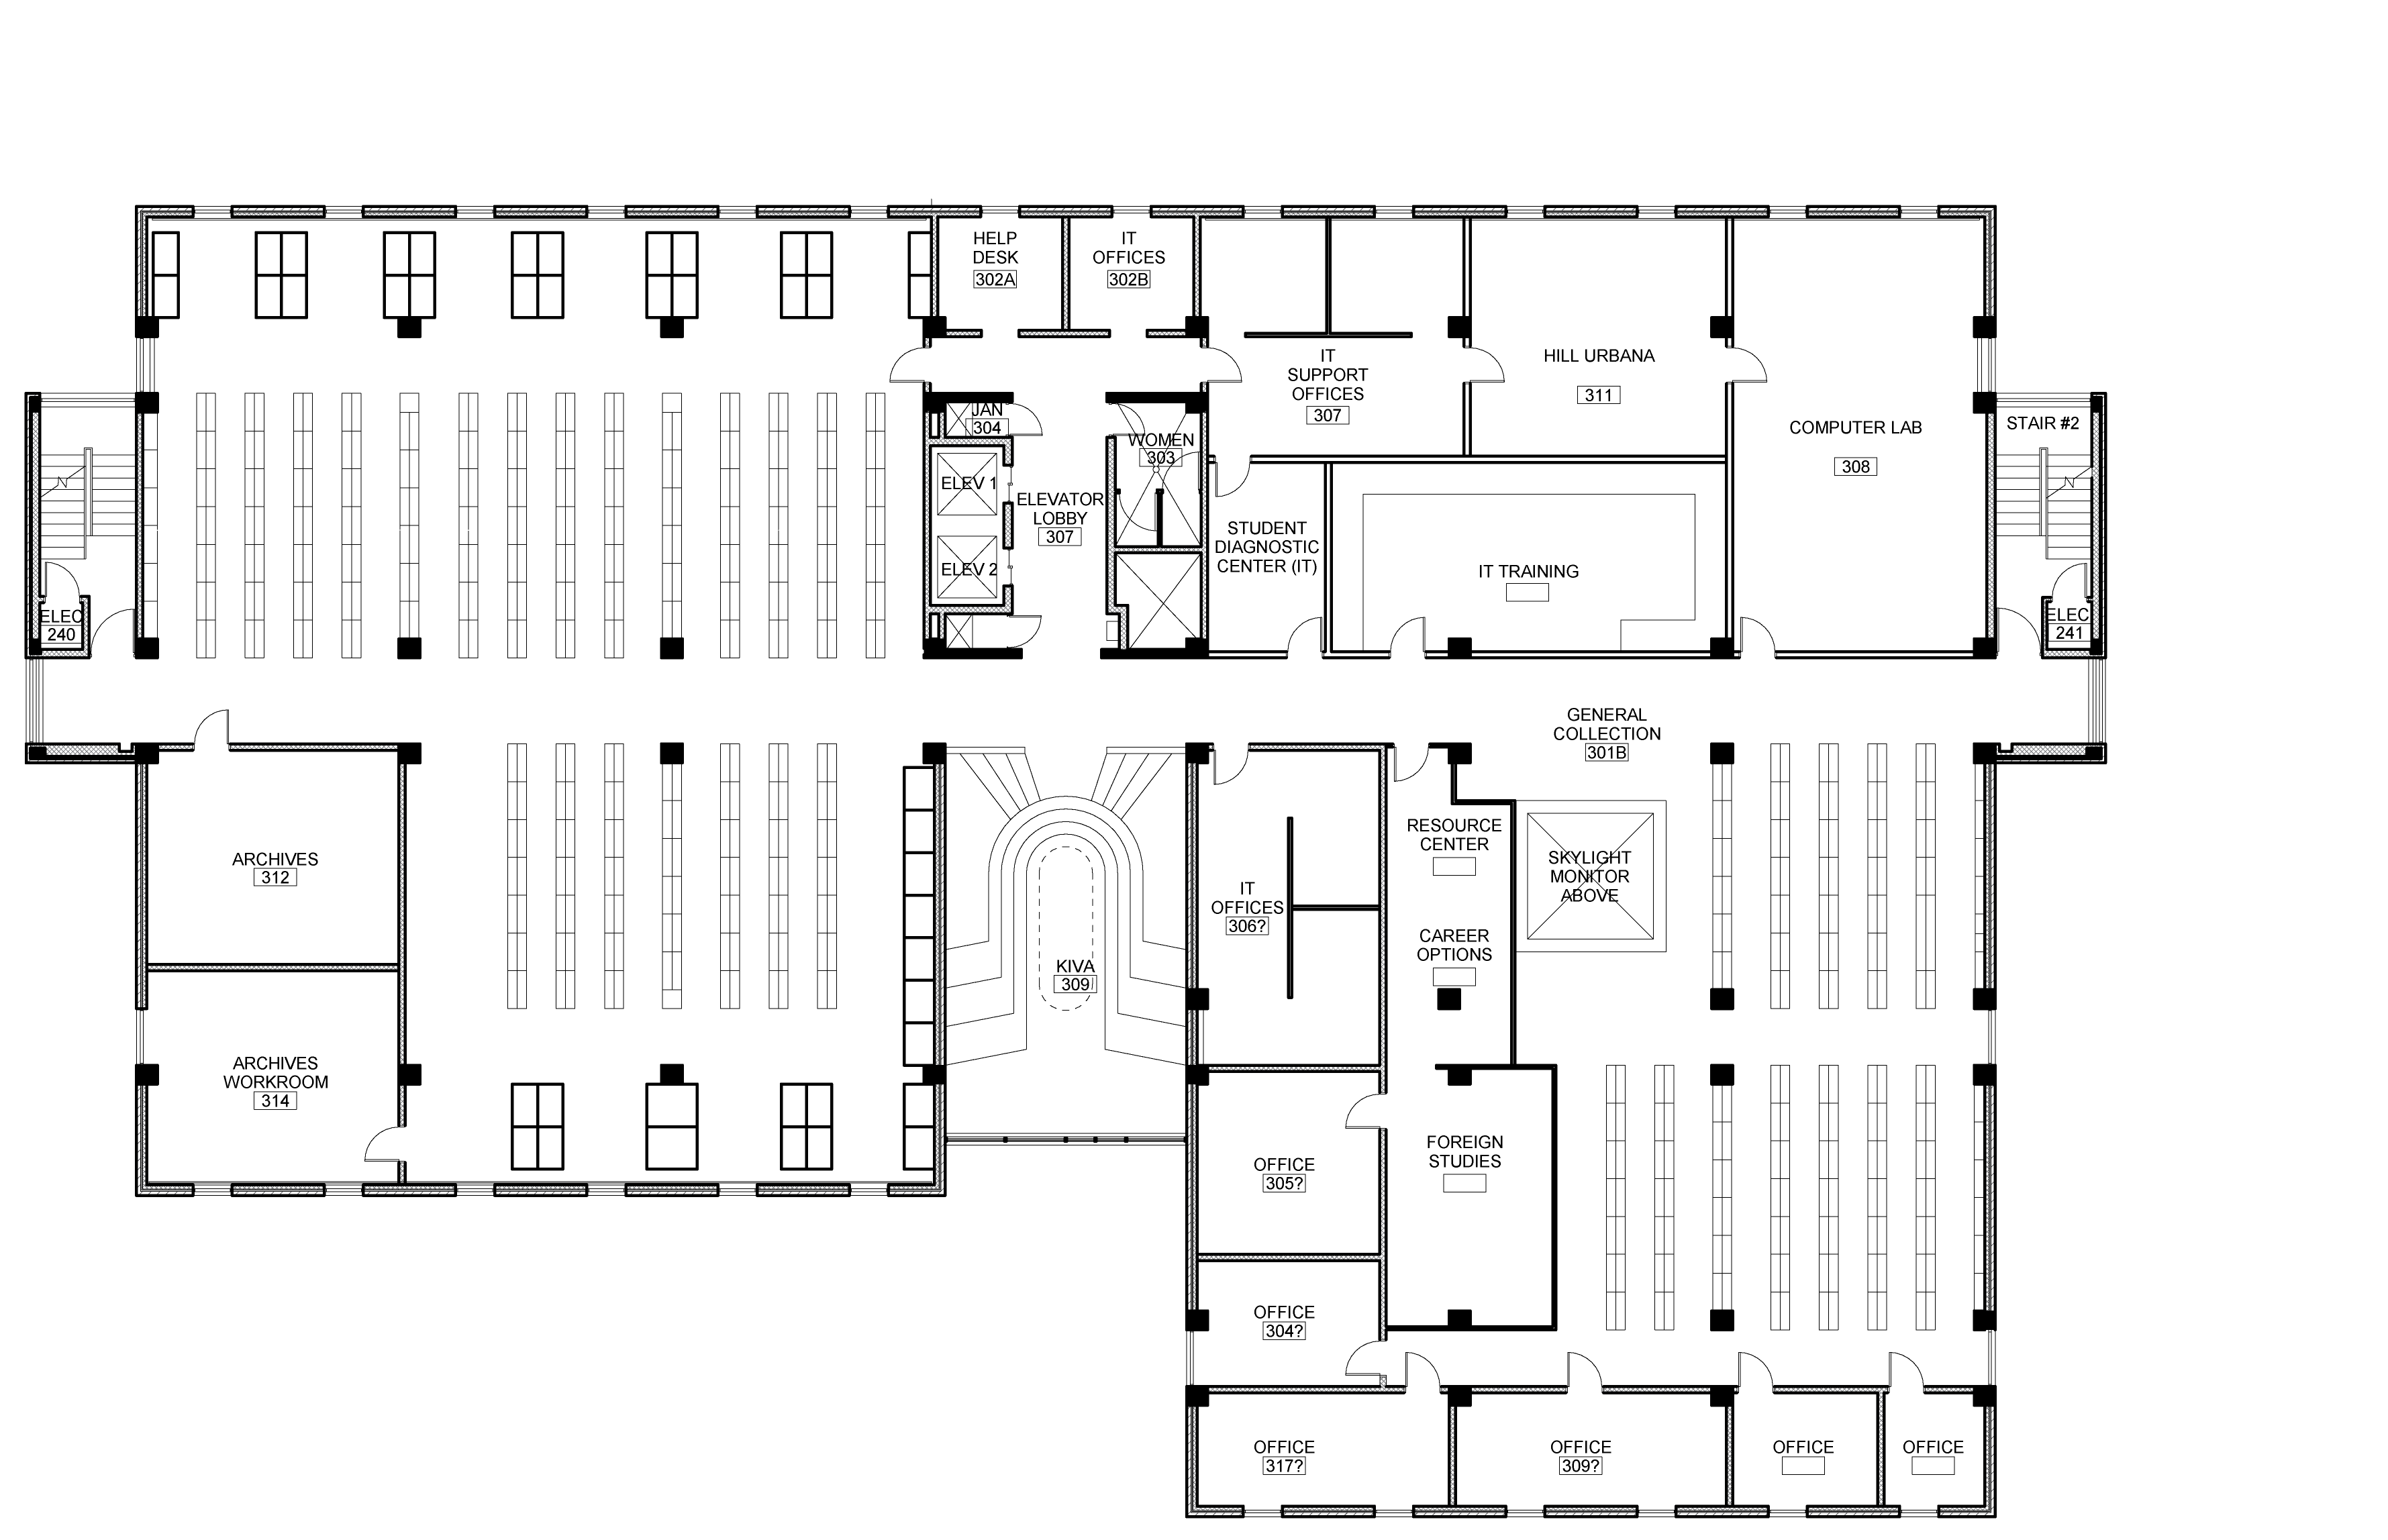 HELP
DESK
302A
IT
OFFICES
302B
IT
SUPPORT
OFFICES
307
HILL URBANA
311
COMPUTER LAB
308
STAIR #2
N
N
JAN
304
WOMEN
303
ELEV 1
ELEV 2
ELEVATOR
LOBBY
307
STUDENT
DIAGNOSTIC
CENTER (IT)
IT TRAINING
ELEC
240
ELEC
241
GENERAL
COLLECTION
301B
ARCHIVES
312
RESOURCE
CENTER
SKYLIGHT
MONITOR
ABOVE
IT
OFFICES
306?
CAREER
OPTIONS
KIVA
309
ARCHIVES
WORKROOM
314
OFFICE
305?
FOREIGN
STUDIES
OFFICE
304?
OFFICE
317?
OFFICE
309?
OFFICE
OFFICE